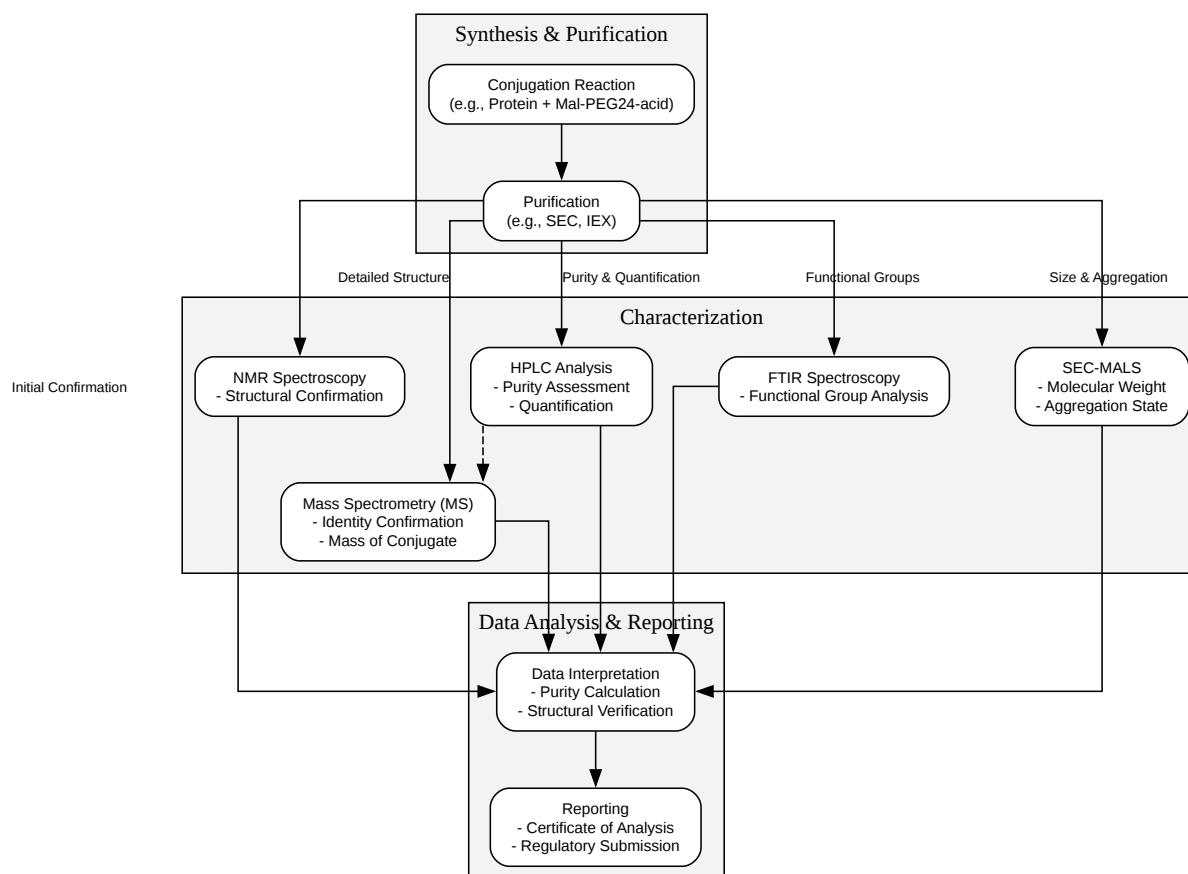 Synthesis & Purification
Conjugation Reaction
(e.g., Protein + Mal-PEG24-acid)
Purification
(e.g., SEC, IEX)
Detailed Structure
Purity & Quantification
Functional Groups
Size & Aggregation
Characterization
Initial Confirmation
NMR Spectroscopy
- Structural Confirmation
HPLC Analysis
- Purity Assessment
- Quantification
FTIR Spectroscopy
- Functional Group Analysis
SEC-MALS
- Molecular Weight
- Aggregation State
Mass Spectrometry (MS)
- Identity Confirmation
- Mass of Conjugate
Data Analysis & Reporting
Data Interpretation
- Purity Calculation
- Structural Verification
Reporting
- Certificate of Analysis
- Regulatory Submission